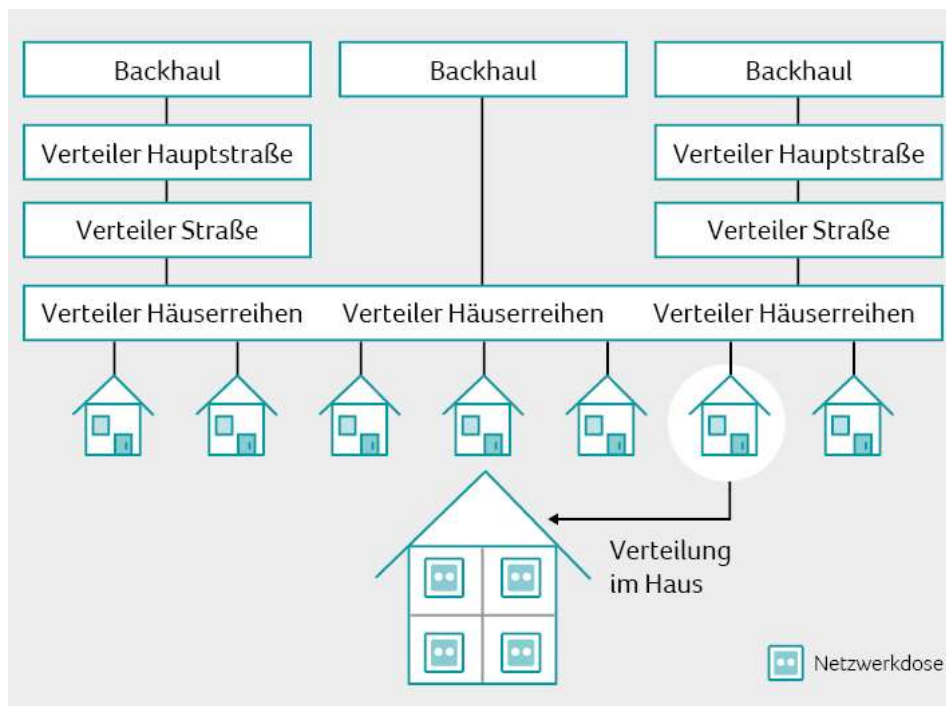 Backhaul Backhaul Backhaul
Verteiler Hauptstraße Verteiler Hauptstraße
Verteiler Straße Verteiler Straße
Verteiler Häuserreihen Verteiler Häuserreihen Verteiler Häuserreihen
Verteilung
im Haus
Netzwerkdose